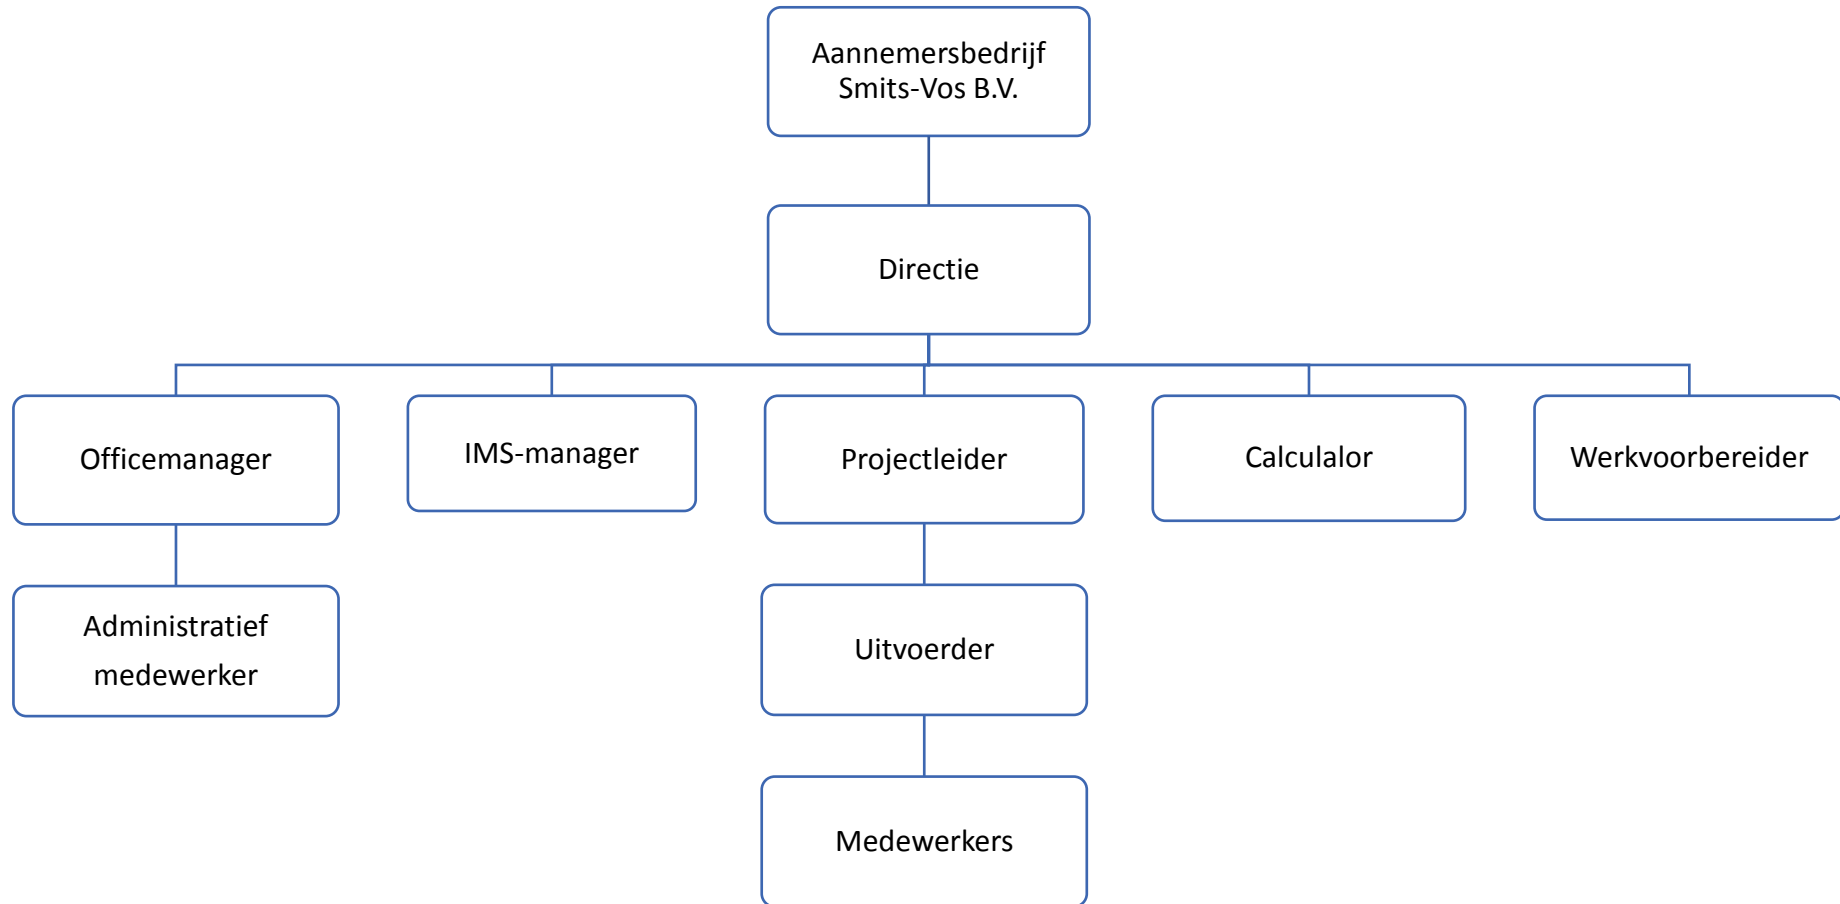 Aannemersbedrijf
Smits-Vos B.V.
Directie
Officemanager
IMS-manager
Projectleider
Calculalor
Werkvoorbereider
Administratief
medewerker
Uitvoerder
Medewerkers